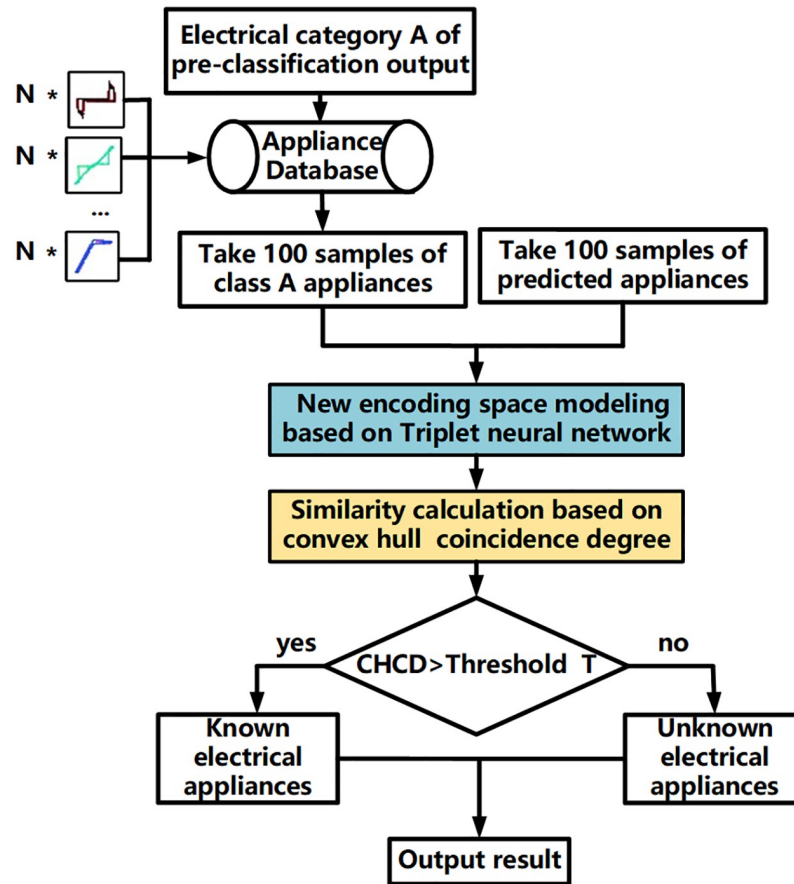 Electrical category A of
pre-classification output
N *
N *
...
N *
Appliance
Database
Take 100 samples of
class A appliances
Take 100 samples of
predicted appliances
New encoding space modeling
based on Triplet neural network
Similarity calculation based on
convex hull coincidence degree
yes
CHCD>Threshold T
no
Known
electrical
appliances
Unknown
electrical
appliances
Output result